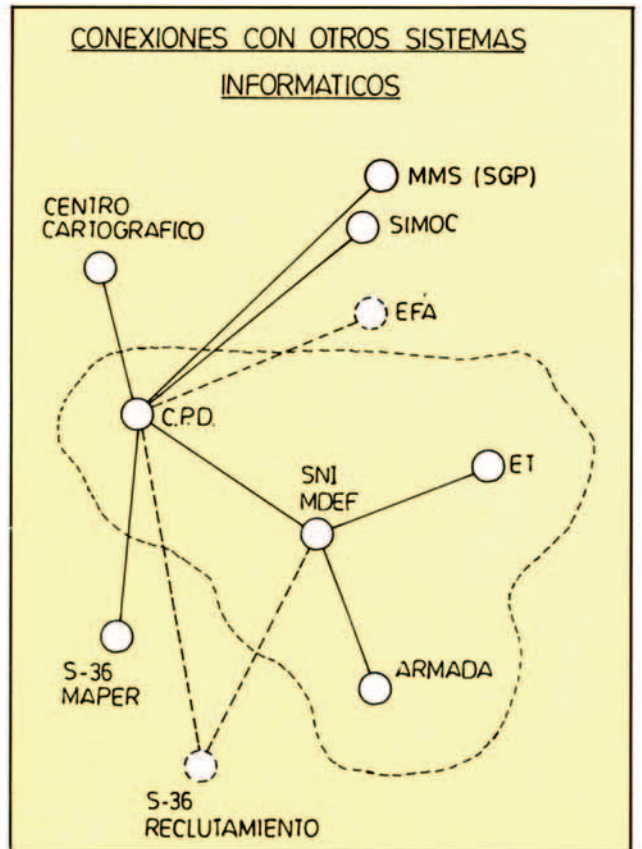 CONEXIONES CON OTROS SISTEMAS
INFORMATICOS
MMS (SGP)
CENTRO
CARTOGRAFICO
SIMOC
EFA
C.P.D.
SNI
MDEF
ET
S-36
MAPER
ARMADA
S-36
RECLUTAMIENTO